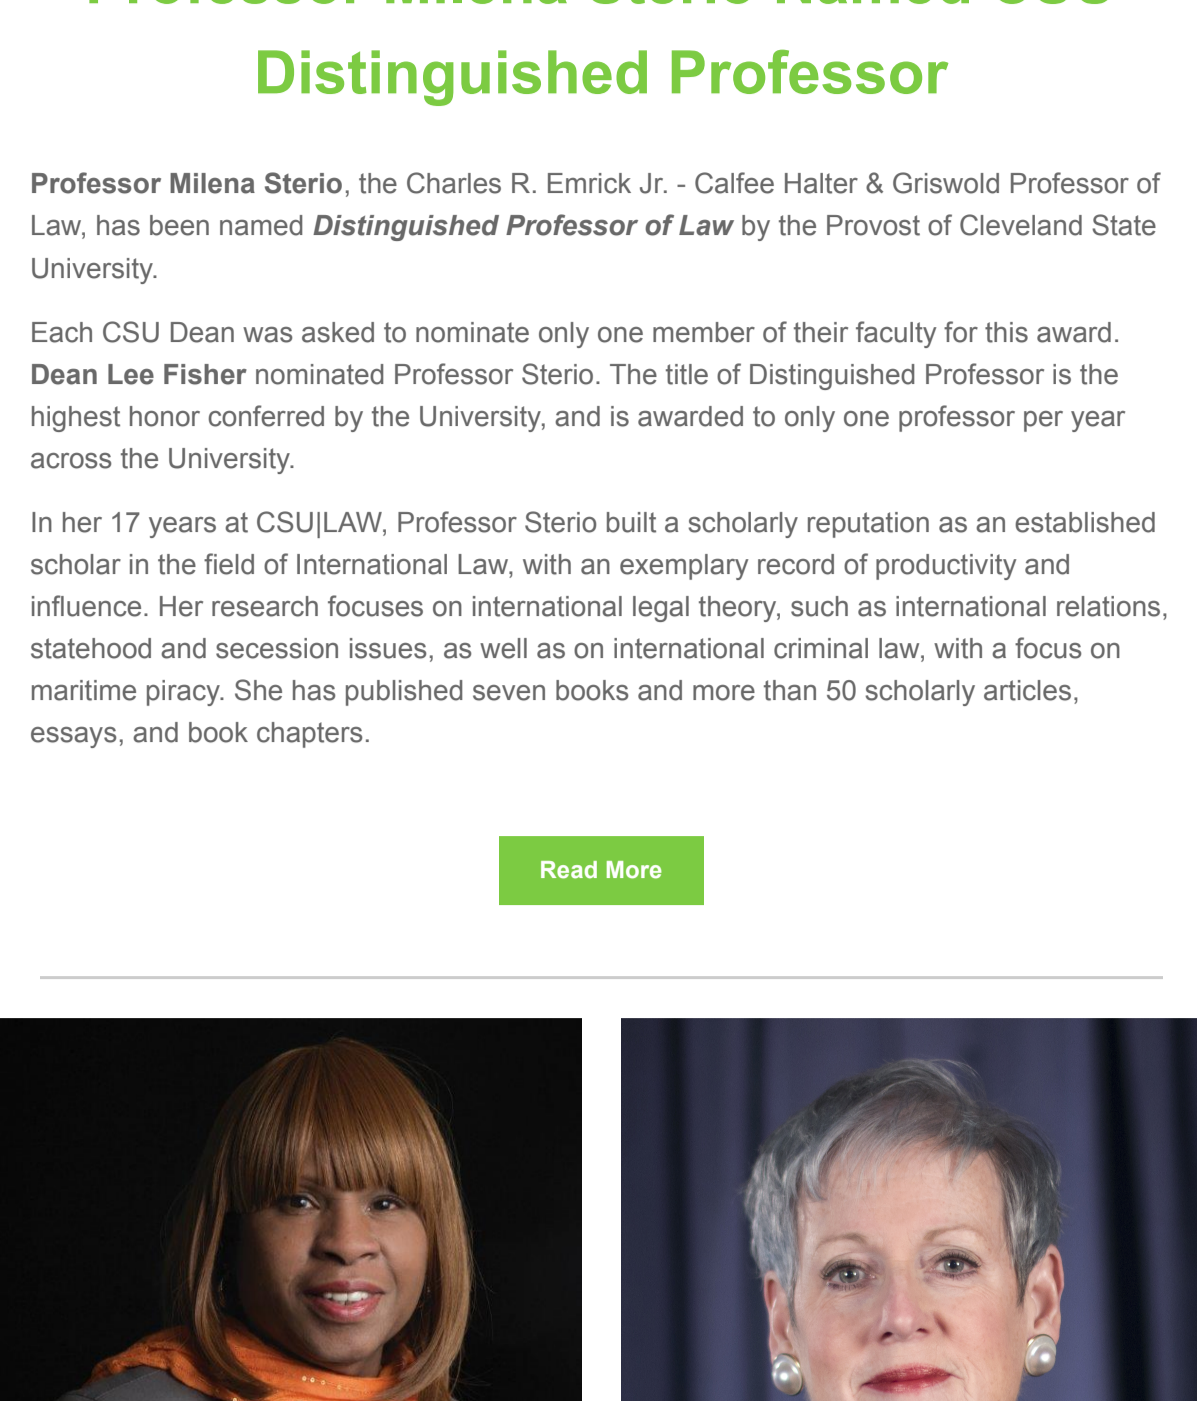 Professor Milena Sterio Named CSU
Distinguished Professor
Professor Milena Sterio, the Charles R. Emrick Jr. - Calfee Halter & Griswold Professor of
Law, has been named Distinguished Professor of Law by the Provost of Cleveland State
University.
Each CSU Dean was asked to nominate only one member of their faculty for this award.
Dean Lee Fisher nominated Professor Sterio. The title of Distinguished Professor is the
highest honor conferred by the University, and is awarded to only one professor per year
across the University.
In her 17 years at CSU|LAW, Professor Sterio built a scholarly reputation as an established
scholar in the field of International Law, with an exemplary record of productivity and
influence. Her research focuses on international legal theory, such as international relations,
statehood and secession issues, as well as on international criminal law, with a focus on
maritime piracy. She has published seven books and more than 50 scholarly articles,
essays, and book chapters.
Read More